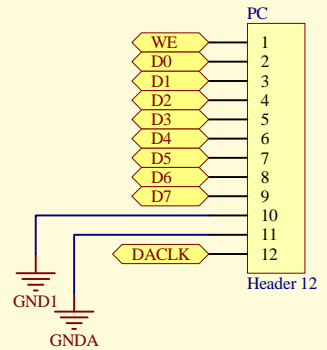 PC
WE 1
D0 2
D1 3
D2 4
D3 5
D4 6
D5 7
D6 8
D7 9
10
11
DACLK 12
Header 12
GND1
GNDA